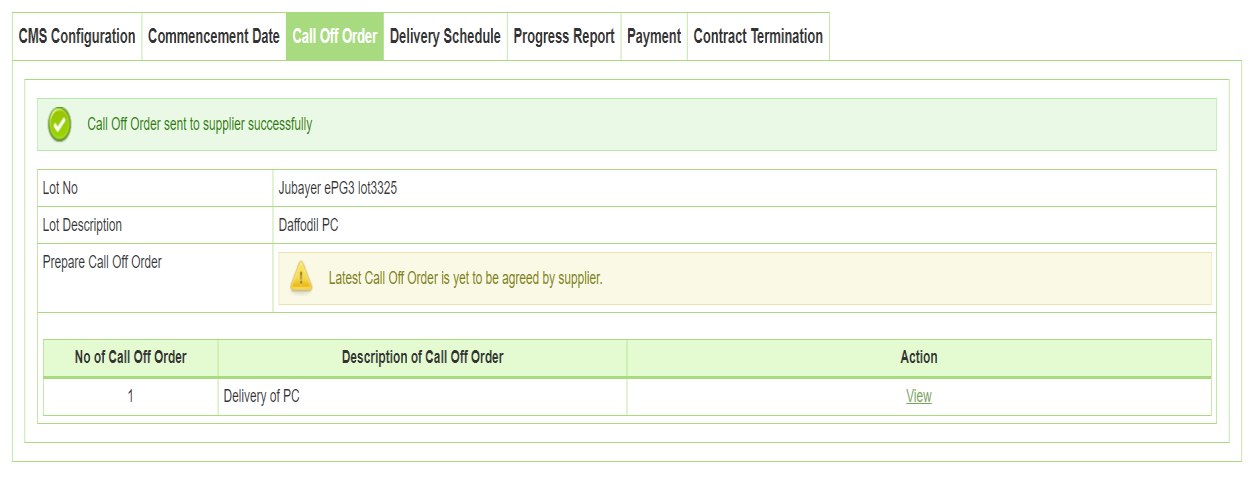 CMS Configuration Commencement Date Call Off Order Delivery Schedule Progress Report Payment Contract Termination
Call Off Order sent to supplier successfully
Lot No Jubayer ePG3 lot3325
Lot Description Daffodil PC
Prepare Call Off Order
Latest Call Off Order is yet to be agreed by supplier.
No of Call Off Order Description of Call Off Order Action
1 Delivery of PC View